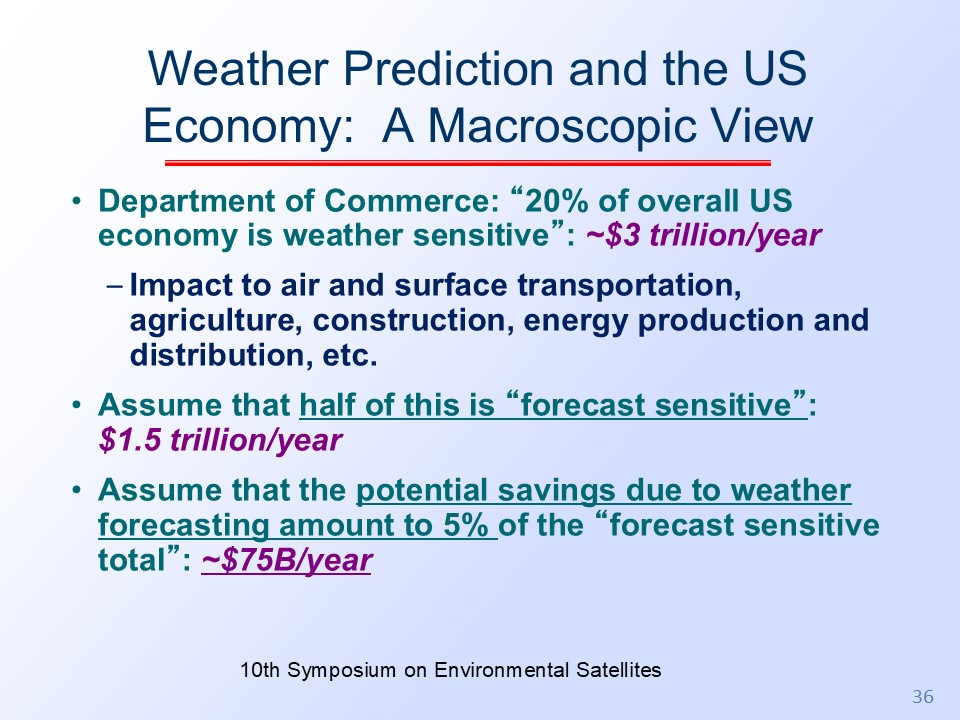 Weather Prediction and the US
Economy:  A Macroscopic View
• Department of Commerce: “20% of overall US
economy is weather sensitive”: ~$3 trillion/year
– Impact to air and surface transportation,
agriculture, construction, energy production and
distribution, etc.
• Assume that half of this is “forecast sensitive”:
$1.5 trillion/year
• Assume that the potential savings due to weather
forecasting amount to 5% of the “forecast sensitive
total”: ~$75B/year
10th Symposium on Environmental Satellites
36